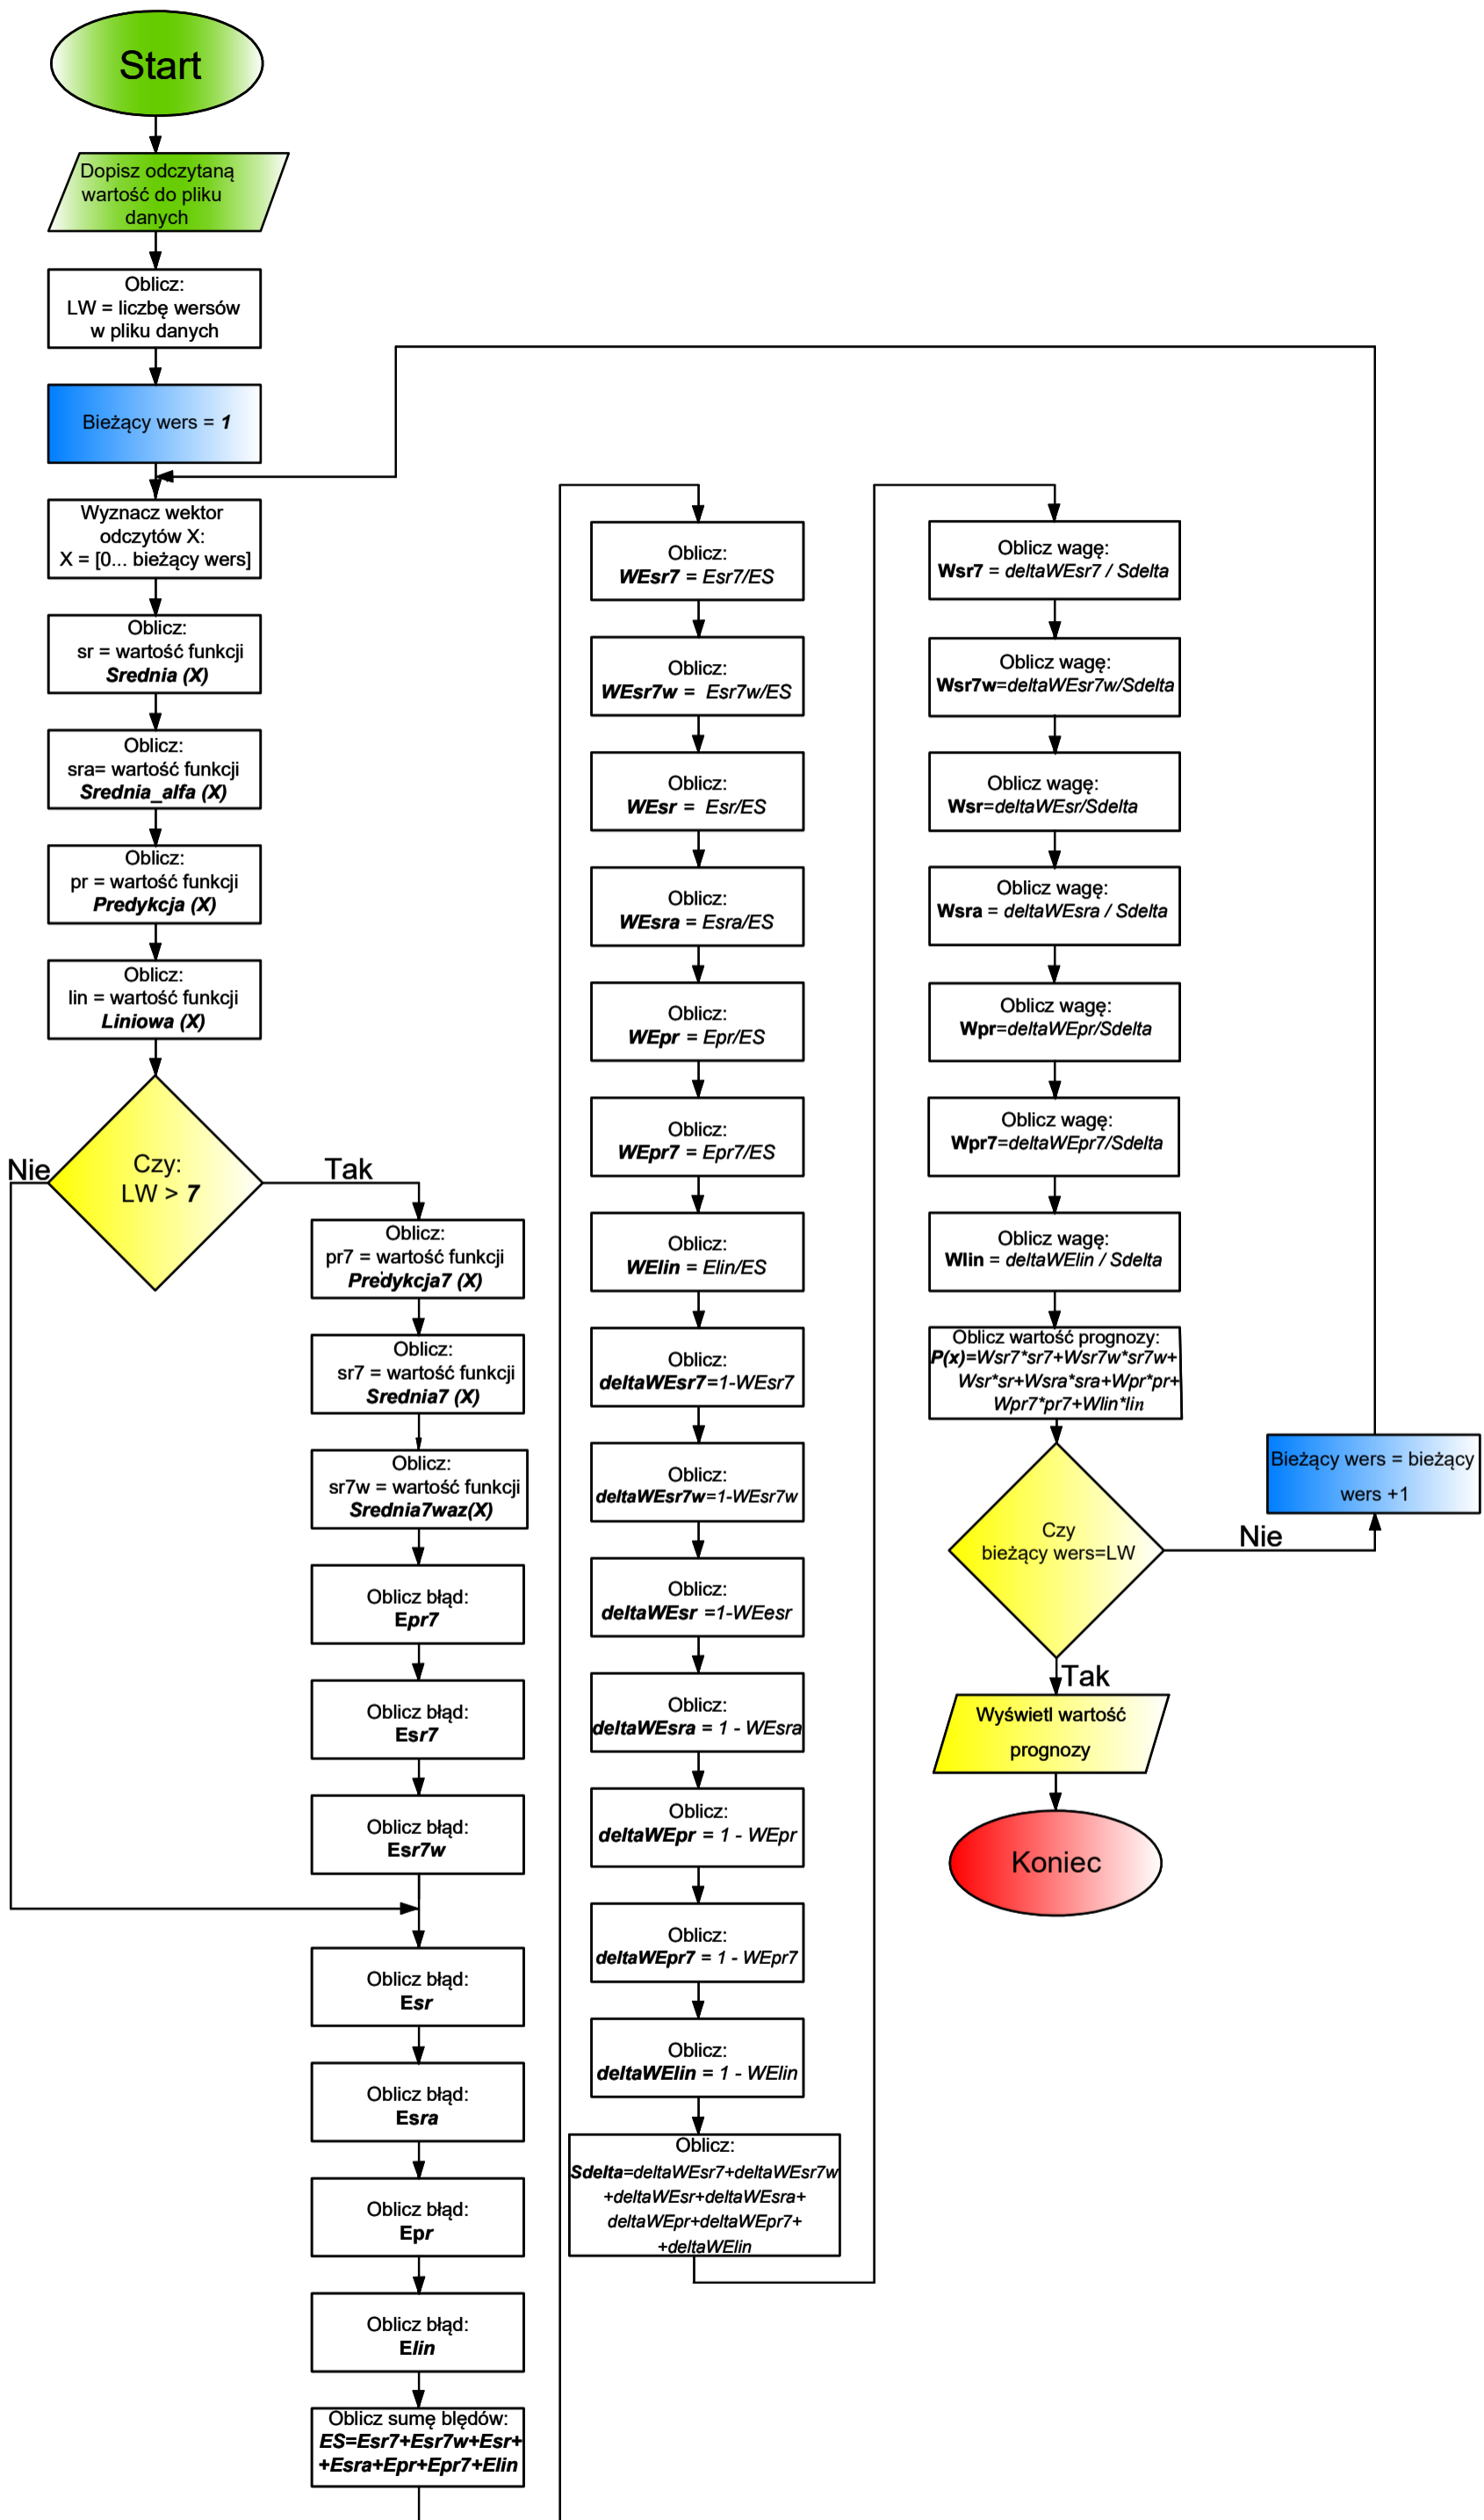 Start
Dopisz odczytaną
wartość do pliku
danych
Oblicz:
LW = liczbę wersów
w pliku danych
Bieżący wers = 1
Wyznacz wektor
odczytów X:
X = [0... bieżący wers]
Oblicz:
sr = wartość funkcji
Srednia (X)
Oblicz:
sra= wartość funkcji
Srednia_alfa (X)
Oblicz:
pr = wartość funkcji
Predykcja (X)
Oblicz:
lin = wartość funkcji
Liniowa (X)
Czy:
LW > 7
Nie
Tak
Oblicz:
pr7 = wartość funkcji
Predykcja7 (X)
Oblicz:
sr7 = wartość funkcji
Srednia7 (X)
Oblicz:
sr7w = wartość funkcji
Srednia7waz(X)
Oblicz błąd:
Epr7
Oblicz błąd:
Esr7
Oblicz błąd:
Esr7w
Oblicz błąd:
Esr
Oblicz błąd:
Esra
Oblicz błąd:
Epr
Oblicz błąd:
Elin
Oblicz sumę blędów:
ES=Esr7+Esr7w+Esr+
+Esra+Epr+Epr7+Elin
Oblicz:
WEsr7 = Esr7/ES
Oblicz:
WEsr7w = Esr7w/ES
Oblicz:
WEsr = Esr/ES
Oblicz:
WEsra = Esra/ES
Oblicz:
WEpr = Epr/ES
Oblicz:
WEpr7 = Epr7/ES
Oblicz:
WElin = Elin/ES
Oblicz:
deltaWEsr7=1-WEsr7
Oblicz:
deltaWEsr7w=1-WEsr7w
Oblicz:
deltaWEsr =1-WEesr
Oblicz:
deltaWEsra = 1 - WEsra
Oblicz:
deltaWEpr = 1 - WEpr
Oblicz:
deltaWEpr7 = 1 - WEpr7
Oblicz:
deltaWElin = 1 - WElin
Oblicz:
Sdelta=deltaWEsr7+deltaWEsr7w
+deltaWEsr+deltaWEsra+
deltaWEpr+deltaWEpr7+
+deltaWElin
Oblicz wagę:
Wsr7 = deltaWEsr7 / Sdelta
Oblicz wagę:
Wsr7w=deltaWEsr7w/Sdelta
Oblicz wagę:
Wsr=deltaWEsr/Sdelta
Oblicz wagę:
Wsra = deltaWEsra / Sdelta
Oblicz wagę:
Wpr=deltaWEpr/Sdelta
Oblicz wagę:
Wpr7=deltaWEpr7/Sdelta
Oblicz wagę:
Wlin = deltaWElin / Sdelta
Oblicz wartość prognozy:
P(x)=Wsr7*sr7+Wsr7w*sr7w+
Wsr*sr+Wsra*sra+Wpr*pr+
Wpr7*pr7+Wlin*lin
Czy
bieżący wers=LW
Nie
Bieżący wers = bieżący
wers +1
Tak
Wyświetl wartość
prognozy
Koniec